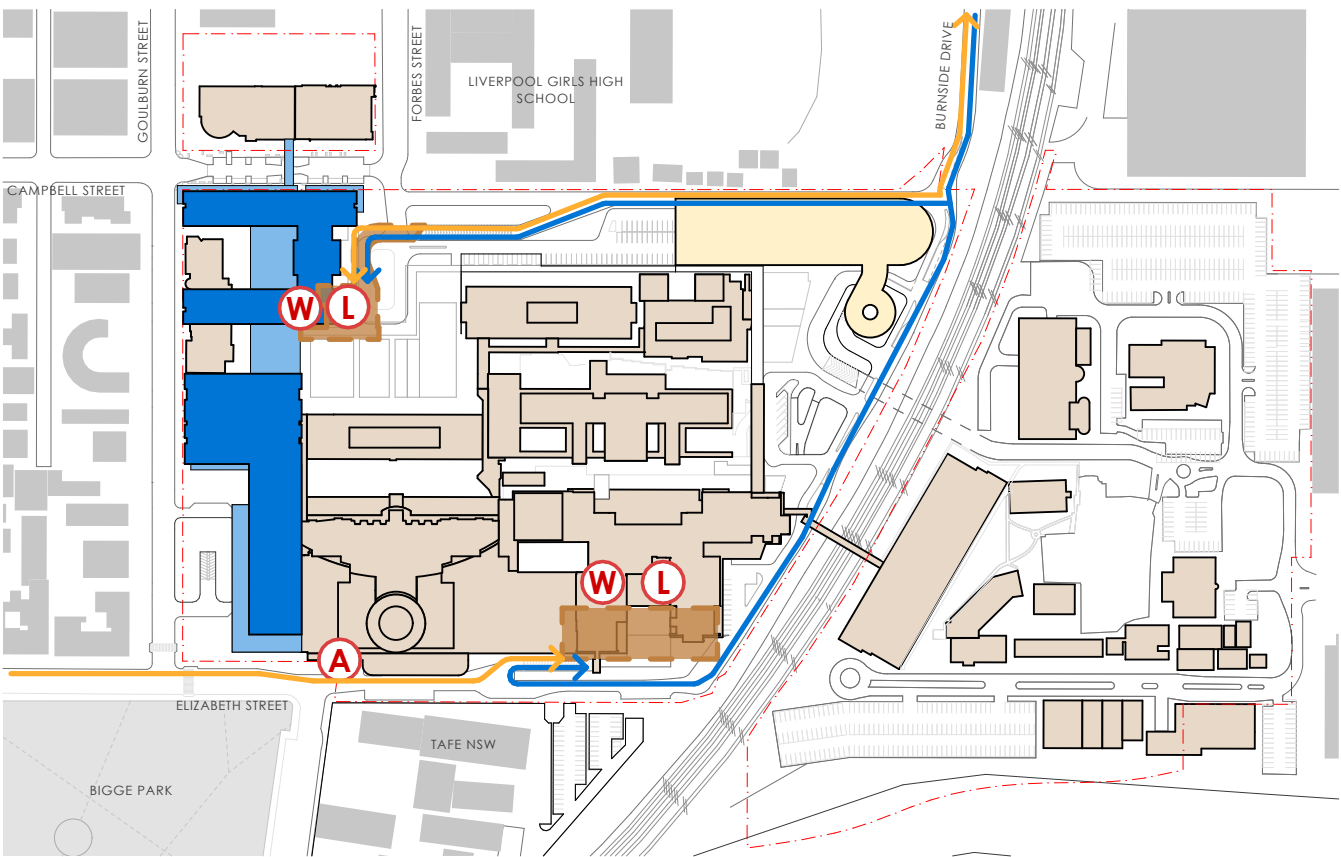 GOULBURN STREET
FORBES STREET
LIVERPOOL GIRLS HIGH
SCHOOL
BURNSIDE DRIVE
CAMPBELL STREET
W
L
W
L
A
ELIZABETH STREET
TAFE NSW
BIGGE PARK